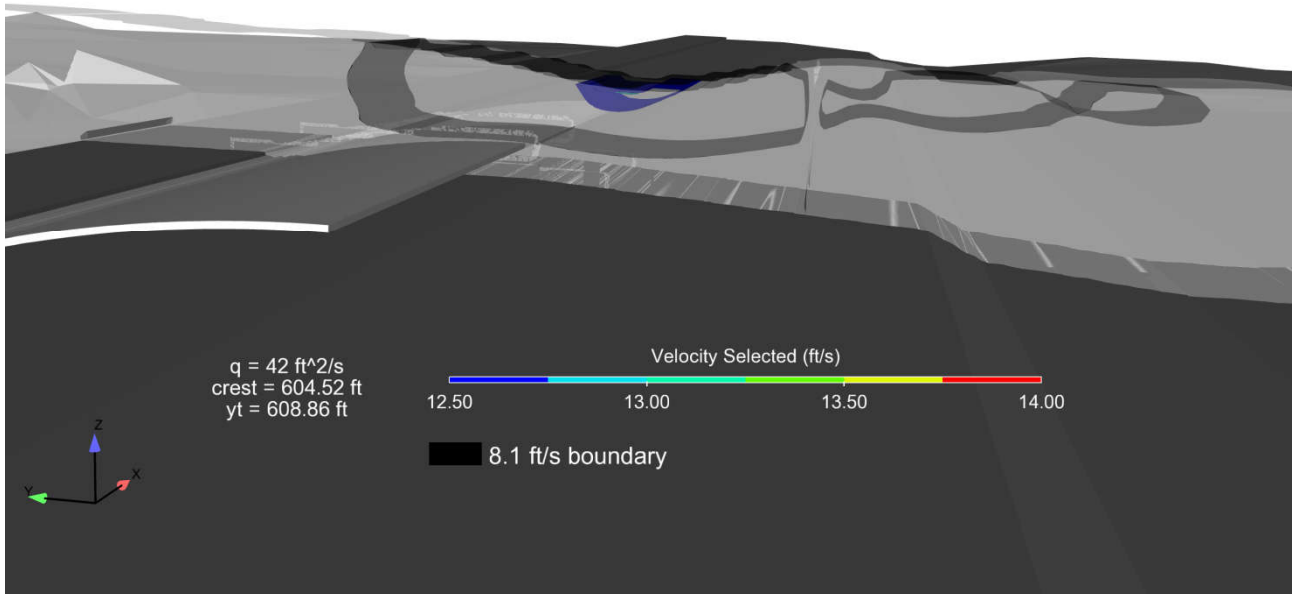 q = 42 ft^2/s
crest = 604.52 ft
yt = 608.86 ft
Velocity Selected (ft/s)
12.50 13.00 13.50 14.00
8.1 ft/s boundary
Z
X
Y